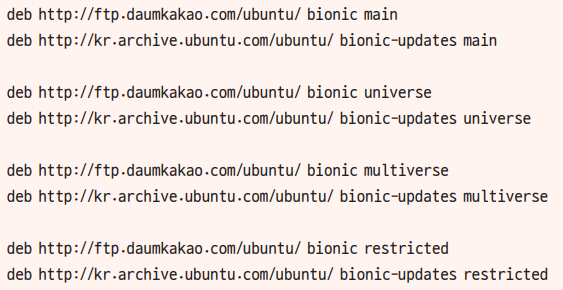 deb http://ftp.daumkakao.com/ubuntu/ bionic main
deb http://kr.archive.ubuntu.com/ubuntu/ bionic-updates main
deb http://ftp.daumkakao.com/ubuntu/ bionic universe
deb http://kr.archive.ubuntu.com/ubuntu/ bionic-updates universe
deb http://ftp.daumkakao.com/ubuntu/ bionic multiverse
deb http://kr.archive.ubuntu.com/ubuntu/ bionic-updates multiverse
deb http://ftp.daumkakao.com/ubuntu/ bionic restricted
deb http://kr.archive.ubuntu.com/ubuntu/ bionic-updates restricted